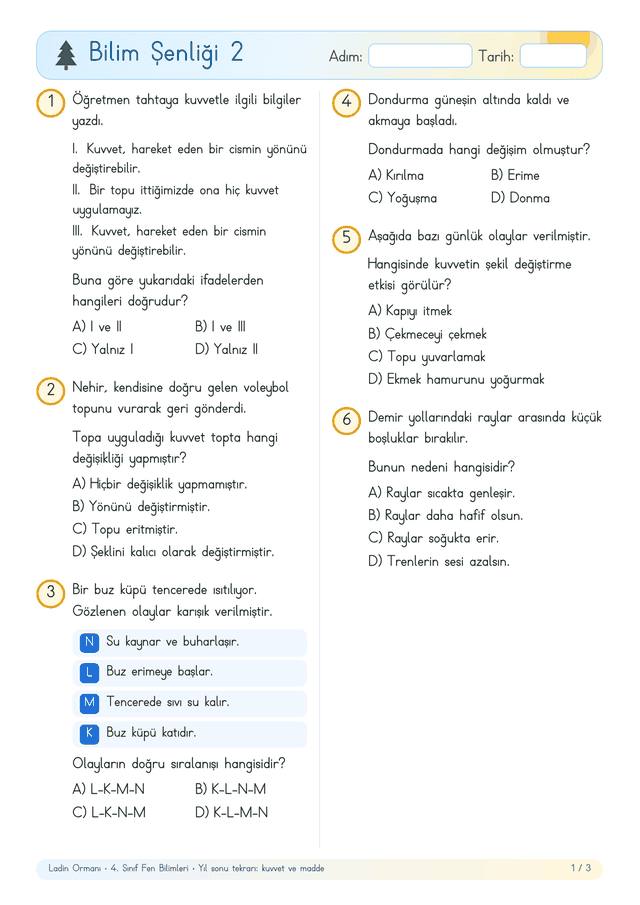 Bilim Şenliği 2
Adım:
Tarih:
1
Öğretmen tahtaya kuvvetle ilgili bilgiler
yazdı.
I. Kuvvet, hareket eden bir cismin yönünü
değiştirebilir.
II. Bir topu ittiğimizde ona hiç kuvvet
uygulamayız.
III. Kuvvet, hareket eden bir cismin
yönünü değiştirebilir.
Buna göre yukarıdaki ifadelerden
hangileri doğrudur?
A) I ve II
B) I ve III
C) Yalnız I
D) Yalnız II
2
Nehir, kendisine doğru gelen voleybol
topunu vurarak geri gönderdi.
Topa uyguladığı kuvvet topta hangi
değişikliği yapmıştır?
A) Hiçbir değişiklik yapmamıştır.
B) Yönünü değiştirmiştir.
C) Topu eritmiştir.
D) Şeklini kalıcı olarak değiştirmiştir.
3
Bir buz küpü tencerede ısıtılıyor.
Gözlenen olaylar karışık verilmiştir.
N Su kaynar ve buharlaşır.
L Buz erimeye başlar.
M Tencerede sıvı su kalır.
K Buz küpü katıdır.
Olayların doğru sıralanışı hangisidir?
A) L-K-M-N
B) K-L-N-M
C) L-K-N-M
D) K-L-M-N
4
Dondurma güneşin altında kaldı ve
akmaya başladı.
Dondurmada hangi değişim olmuştur?
A) Kırılma
B) Erime
C) Yoğuşma
D) Donma
5
Aşağıda bazı günlük olaylar verilmiştir.
Hangisinde kuvvetin şekil değiştirme
etkisi görülür?
A) Kapıyı itmek
B) Çekmeceyi çekmek
C) Topu yuvarlamak
D) Ekmek hamurunu yoğurmak
6
Demir yollarındaki raylar arasında küçük
boşluklar bırakılır.
Bunun nedeni hangisidir?
A) Raylar sıcakta genleşir.
B) Raylar daha hafif olsun.
C) Raylar soğukta erir.
D) Trenlerin sesi azalsın.
Ladin Ormanı • 4. Sınıf Fen Bilimleri • Yıl sonu tekrarı: kuvvet ve madde
1 / 3